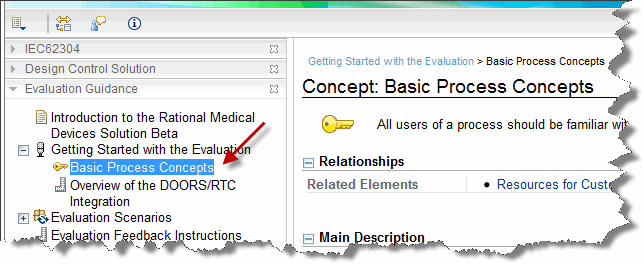 IEC62304
Design Control Solution
Evaluation Guidance
Introduction to the Rational Medical
Devices Solution Beta
Getting Started with the Evaluation
Basic Process Concepts
Overview of the DOORS/RTC
Integration
Evaluation Scenarios
Evaluation Feedback Instructions
Getting Started with the Evaluation > Basic Process Concepts
Concept: Basic Process Concepts
All users of a process should be familiar wit
Relationships
Related Elements
• Resources for Custo
Main Description